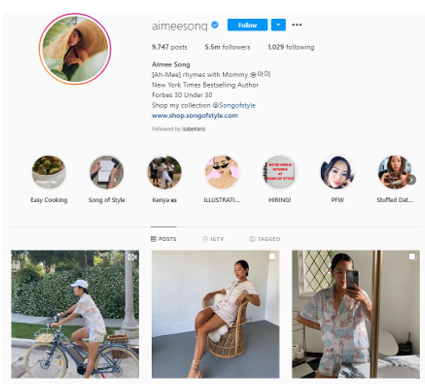 aimeesong Follow
9,747 posts 5.5m followers 1.029 following
Aimee Song
[Ah-Mee] rhymes with Mommy 송아미
New York Times Bestselling Author
Forbes 30 Under 30
Shop my collection @Songofstyle
www.shop.songofstyle.com
Followed by isabellaris
Easy Cooking Song of Style Kenya ILLUSTRATI... HIRING! PFW Stuffed Dat...
POSTS IGTV TAGGED